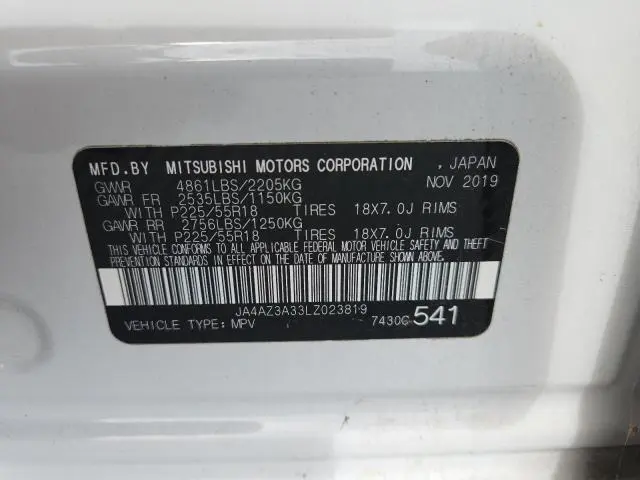 MFD.BY MITSUBISHI MOTORS CORPORATION , JAPAN
GVWR 4861LBS/2205KG NOV 2019
GAWR FR 2535LBS/1150KG
WITH P225/55R18 TIRES 18X7.0J RIMS
GAWR RR 2756LBS/1250KG
WITH P225/55R18 TIRES 18X7.0J RIMS
THIS VEHICLE CONFORMS TO ALL APPLICABLE FEDERAL MOTOR VEHICLE SAFETY AND THEFT
PREVENTION STANDARDS IN EFFECT ON THE DATE OF MANUFACTURE SHOWN ABOVE.
JA4AZ3A33LZ023819
VEHICLE TYPE: MPV 7430G 541